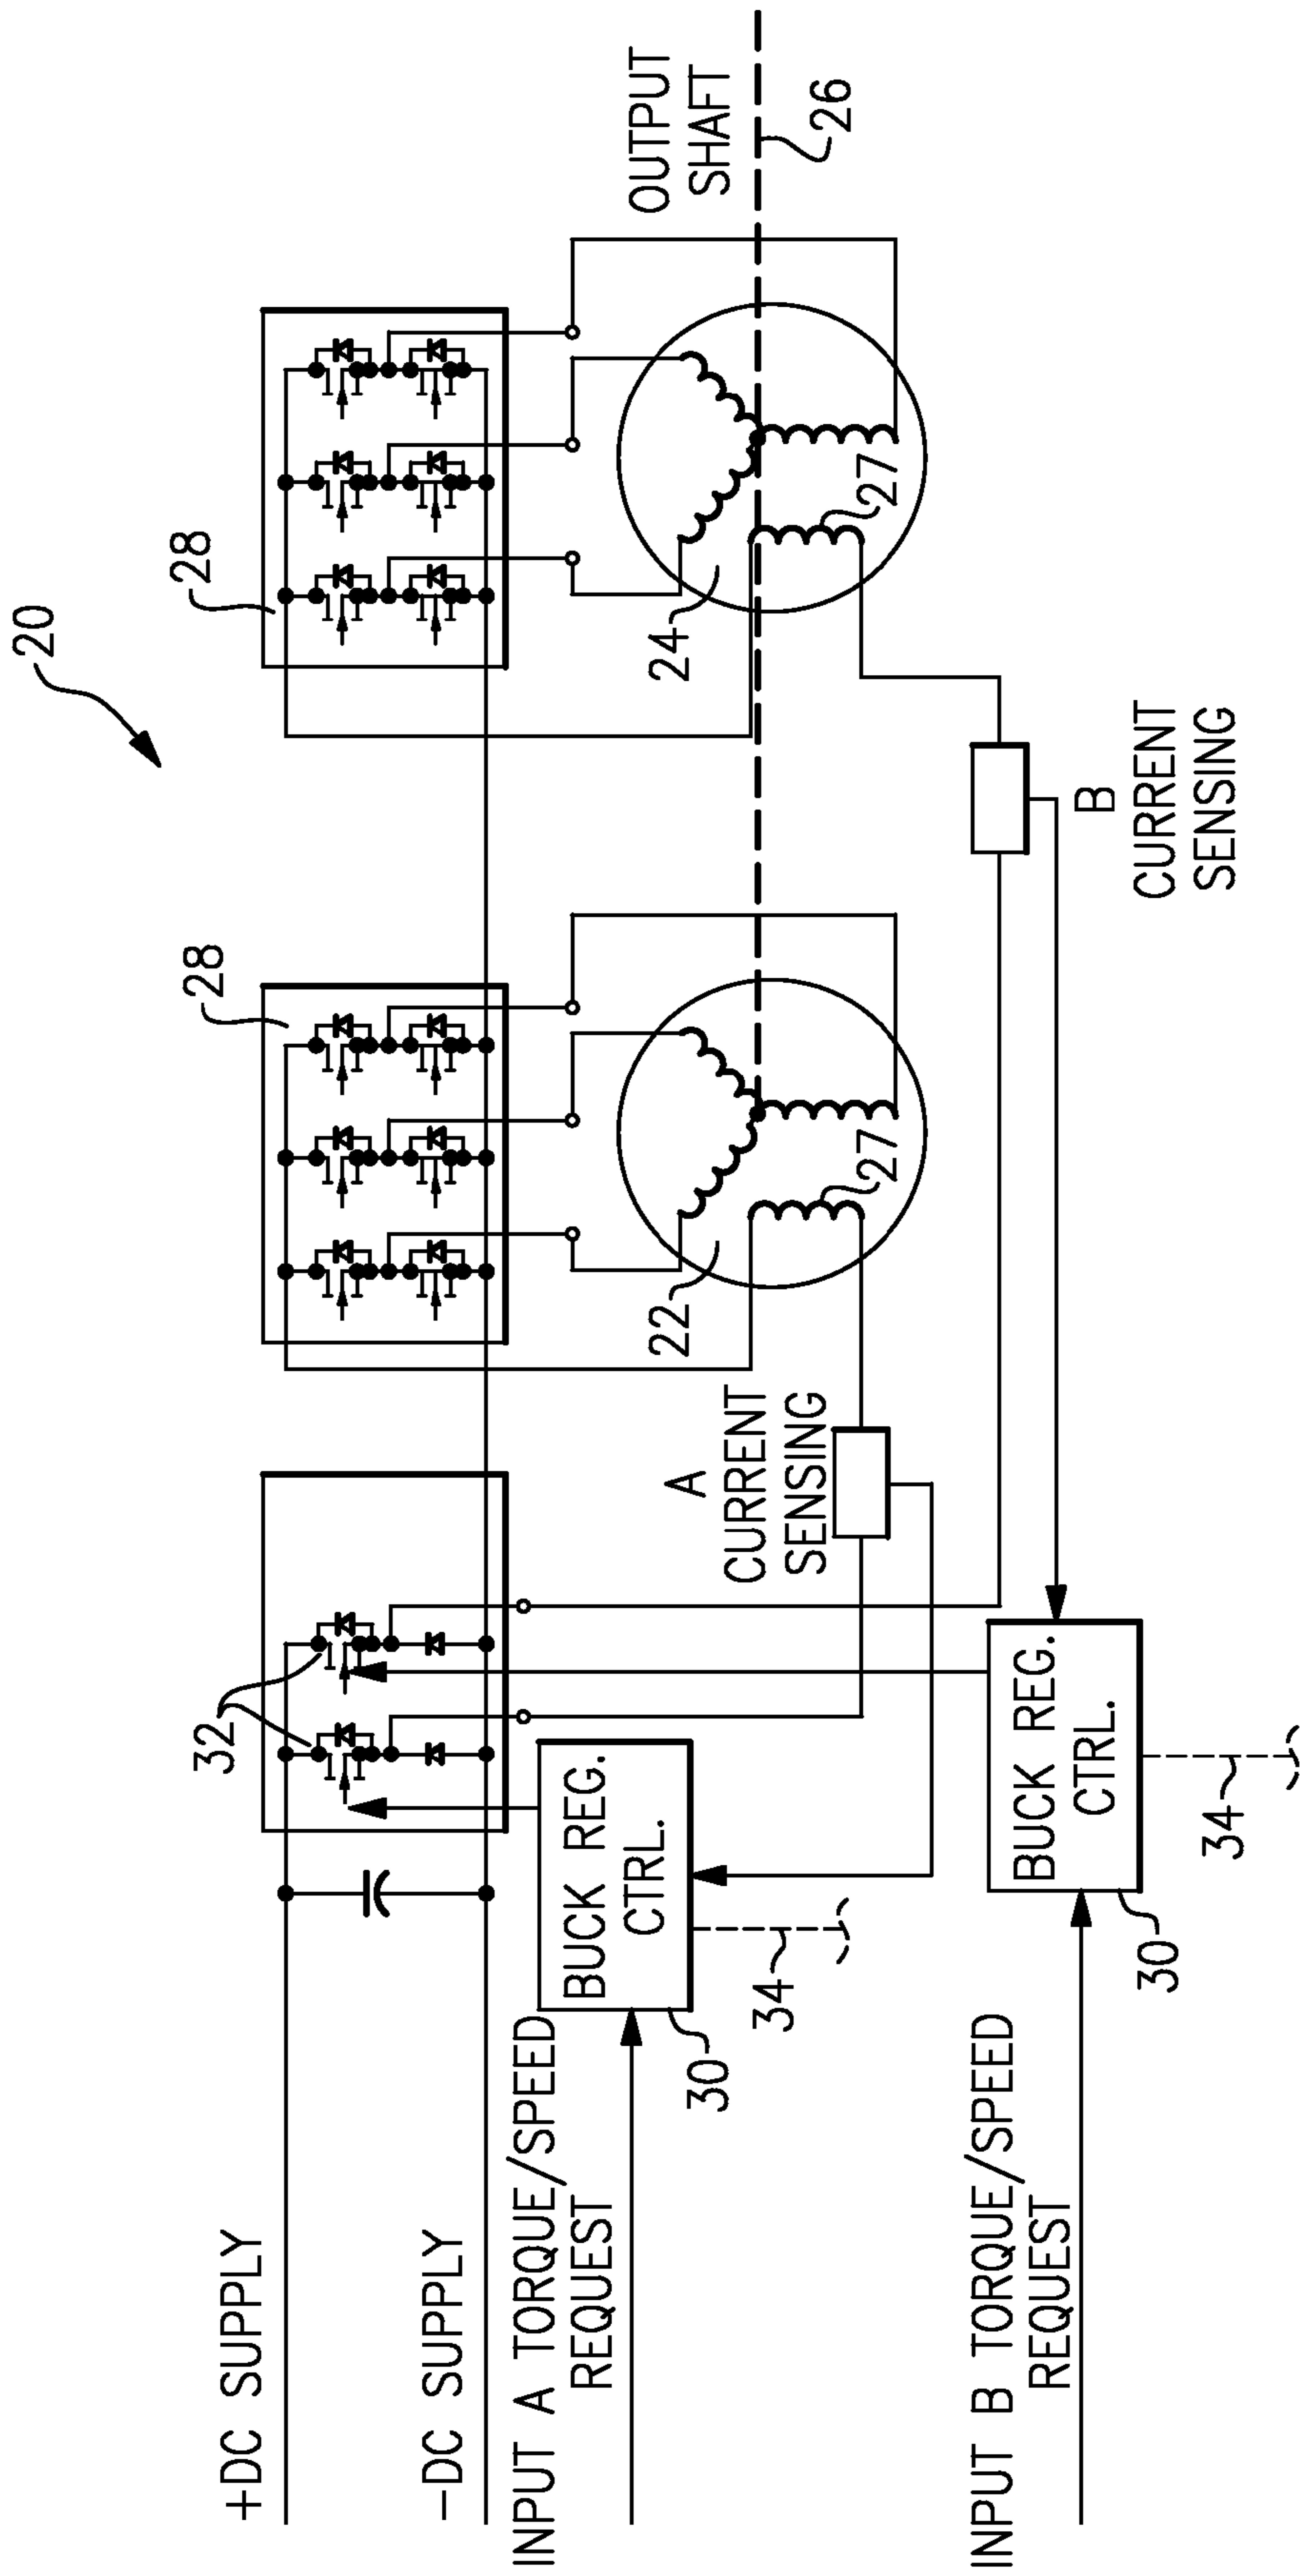 20
28
28
32
+DC SUPPLY
−DC SUPPLY
OUTPUT
SHAFT
26
24
27
22
27
A
CURRENT
SENSING
B
CURRENT
SENSING
INPUT A TORQUE/SPEED
REQUEST
BUCK REG.
CTRL.
30
34
INPUT B TORQUE/SPEED
REQUEST
BUCK REG.
CTRL.
30
34